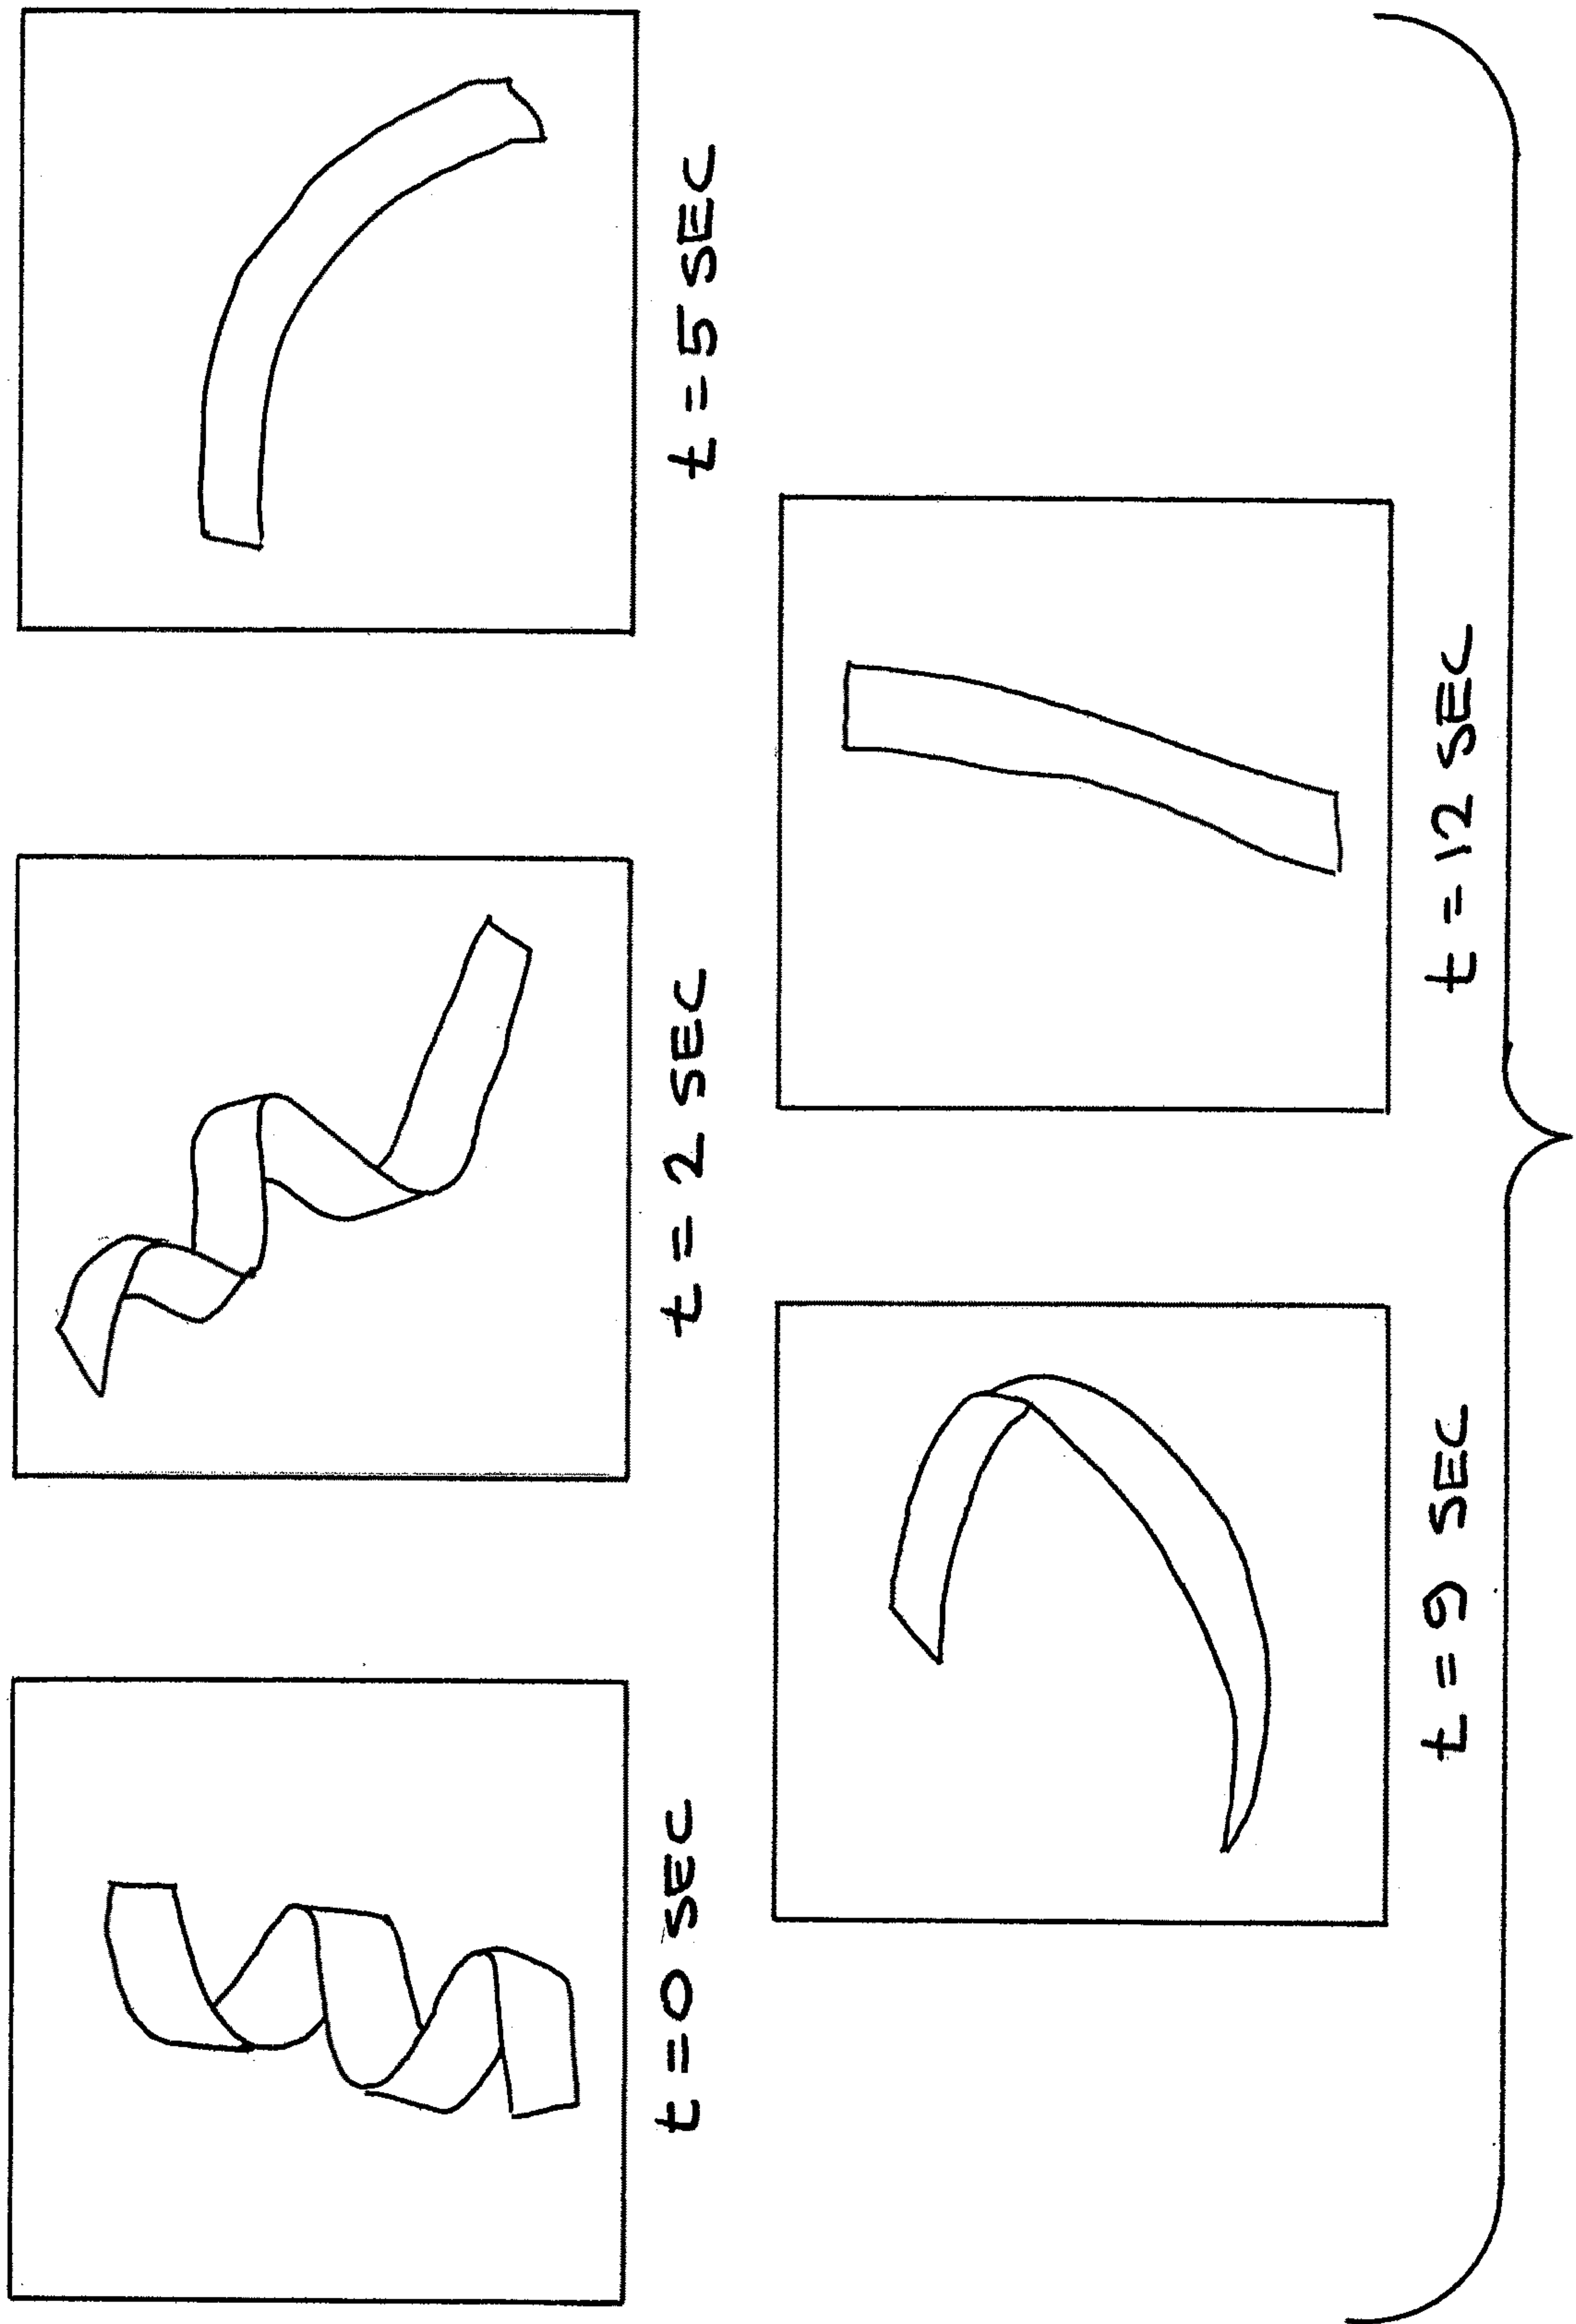 t=0 SEC
t = 2 SEC
t = 5 SEC
t = 9 SEC
t = 12 SEC